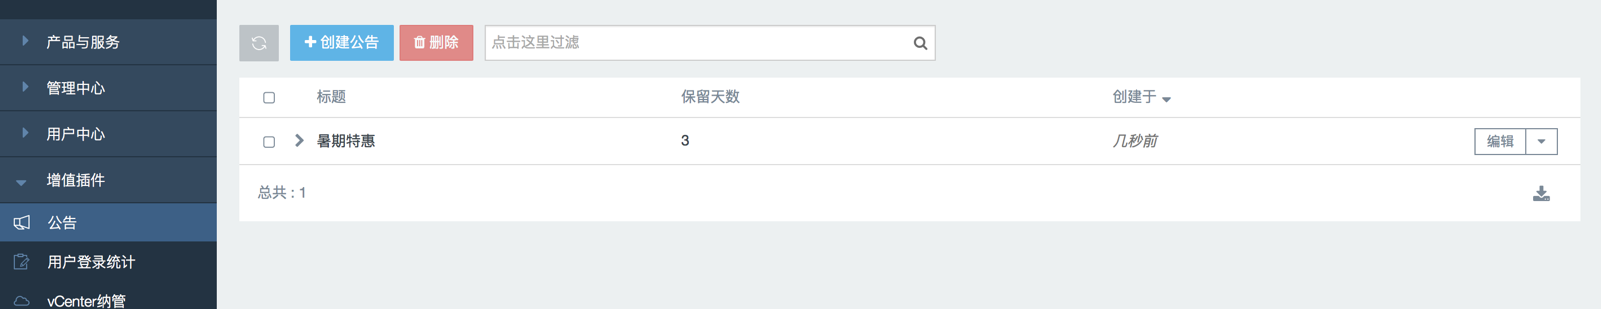 产品与服务
管理中心
用户中心
增值插件
公告
用户登录统计
vCenter纳管
创建公告 删除 点击这里过滤
标题 保留天数 创建于
暑期特惠 3 几秒前 编辑
总共 : 1